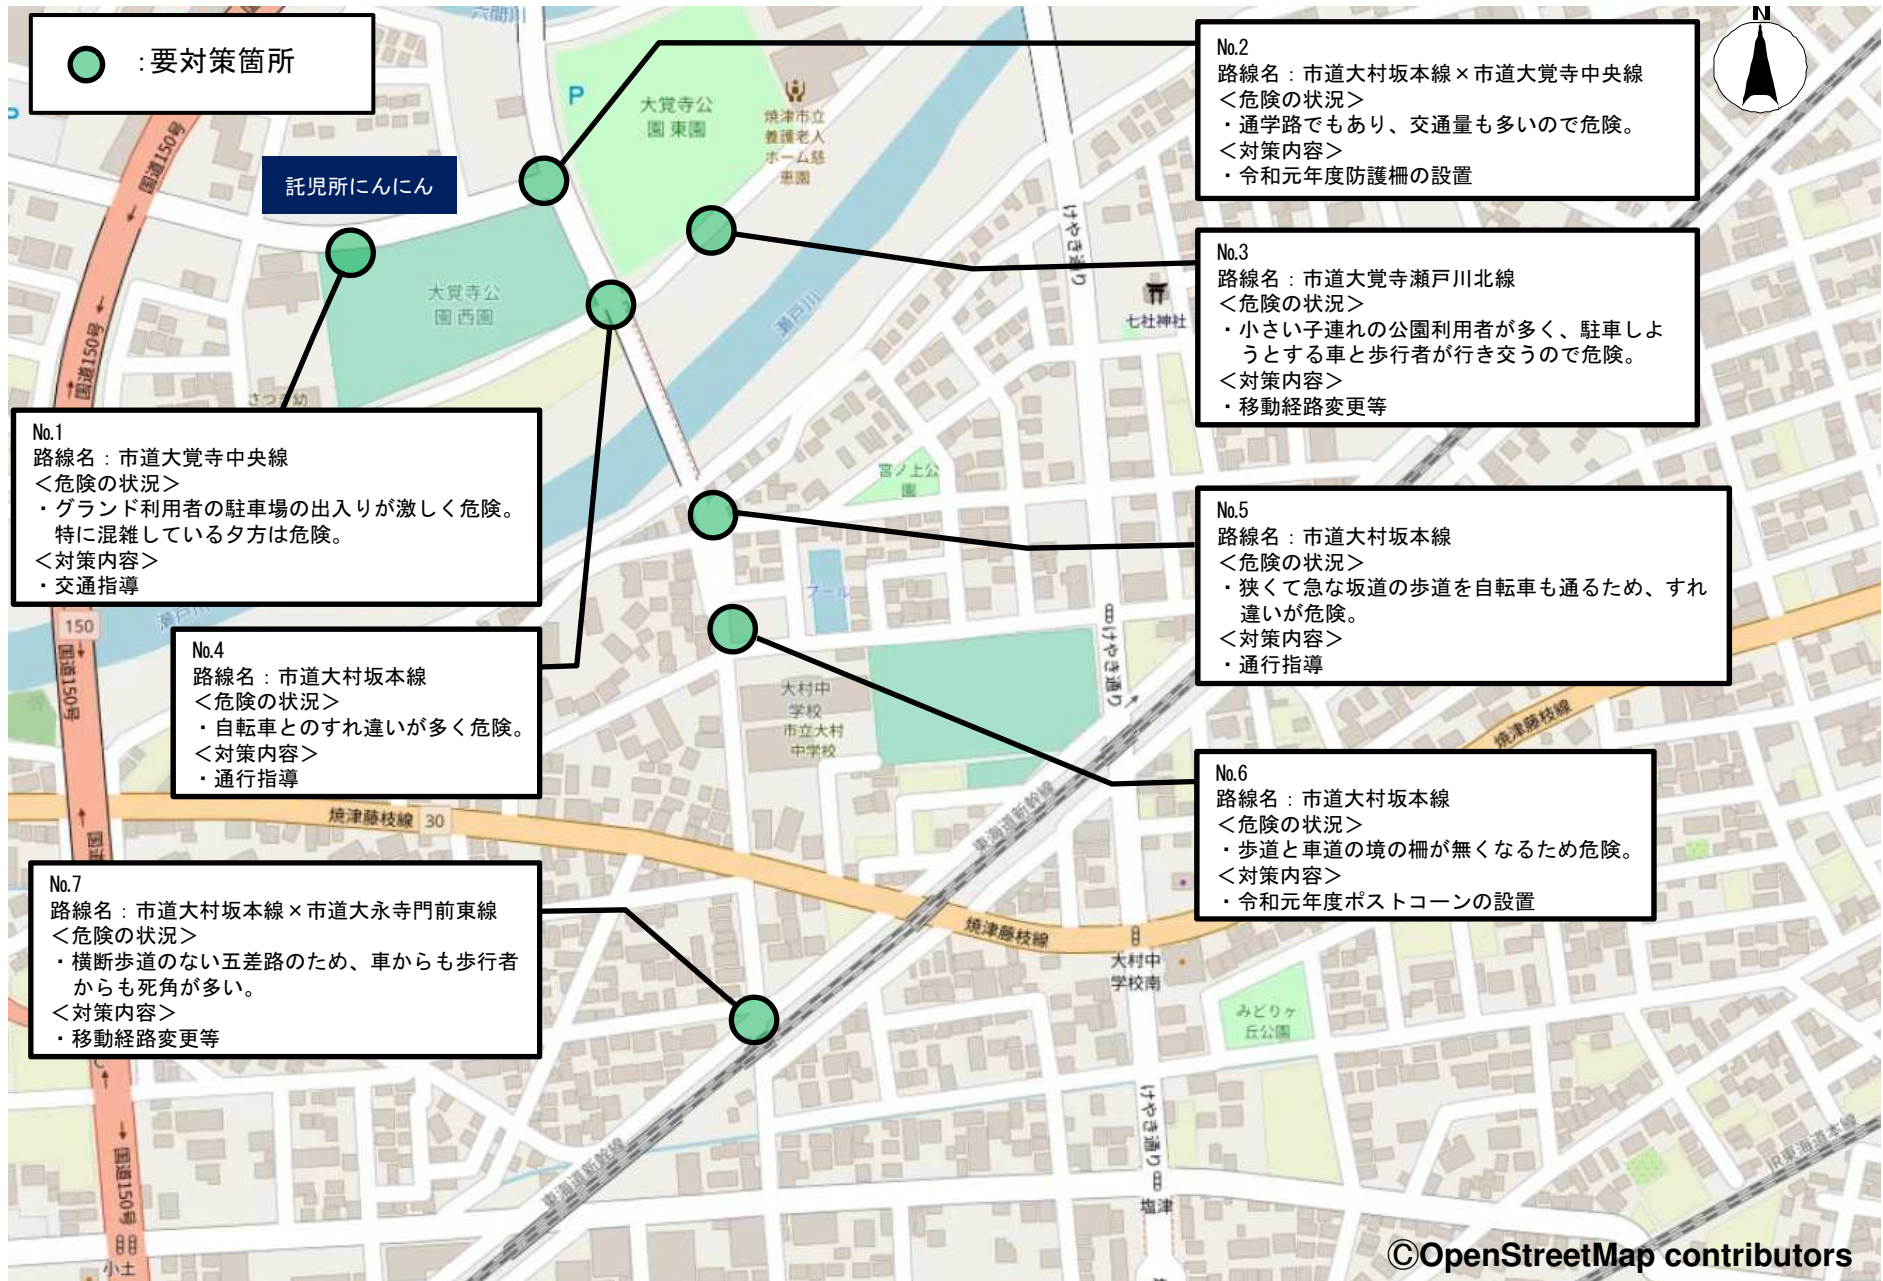 :要対策箇所
託児所にんにん
N
No.2
路線名：市道大村坂本線×市道大覚寺中央線
＜危険の状況＞
・通学路でもあり、交通量も多いので危険。
＜対策内容＞
・令和元年度防護柵の設置
No.3
路線名：市道大覚寺瀬戸川北線
＜危険の状況＞
・小さい子連れの公園利用者が多く、駐車しよ
うとする車と歩行者が行き交うので危険。
＜対策内容＞
・移動経路変更等
No.1
路線名：市道大覚寺中央線
＜危険の状況＞
・グランド利用者の駐車場の出入りが激しく危険。
特に混雑している夕方は危険。
＜対策内容＞
・交通指導
No.5
路線名：市道大村坂本線
＜危険の状況＞
・狭くて急な坂道の歩道を自転車も通るため、すれ
違いが危険。
＜対策内容＞
・通行指導
No.4
路線名：市道大村坂本線
＜危険の状況＞
・自転車とのすれ違いが多く危険。
＜対策内容＞
・通行指導
No.6
路線名：市道大村坂本線
＜危険の状況＞
・歩道と車道の境の柵が無くなるため危険。
＜対策内容＞
・令和元年度ポストコーンの設置
No.7
路線名：市道大村坂本線×市道大永寺門前東線
＜危険の状況＞
・横断歩道のない五差路のため、車からも歩行者
からも死角が多い。
＜対策内容＞
・移動経路変更等
六間川
P
P
大覚寺公
園 東園
焼津市立
養護老人
ホーム慈
恵園
国道150号
大覚寺公
園 西園
国道150号
瀬戸川
けやき通り
七社神社
宮ノ上公
園
プール
瀬戸川
150
国道150号
けやき通り
大村中
学校
市立大村
中学校
焼津藤枝線
焼津藤枝線
30
東海道新幹線
焼津藤枝線
大村中
学校南
みどりヶ
丘公園
けやき通り
塩津
東海道新幹線
JR東海道本線
国道150号
小土
©OpenStreetMap contributors